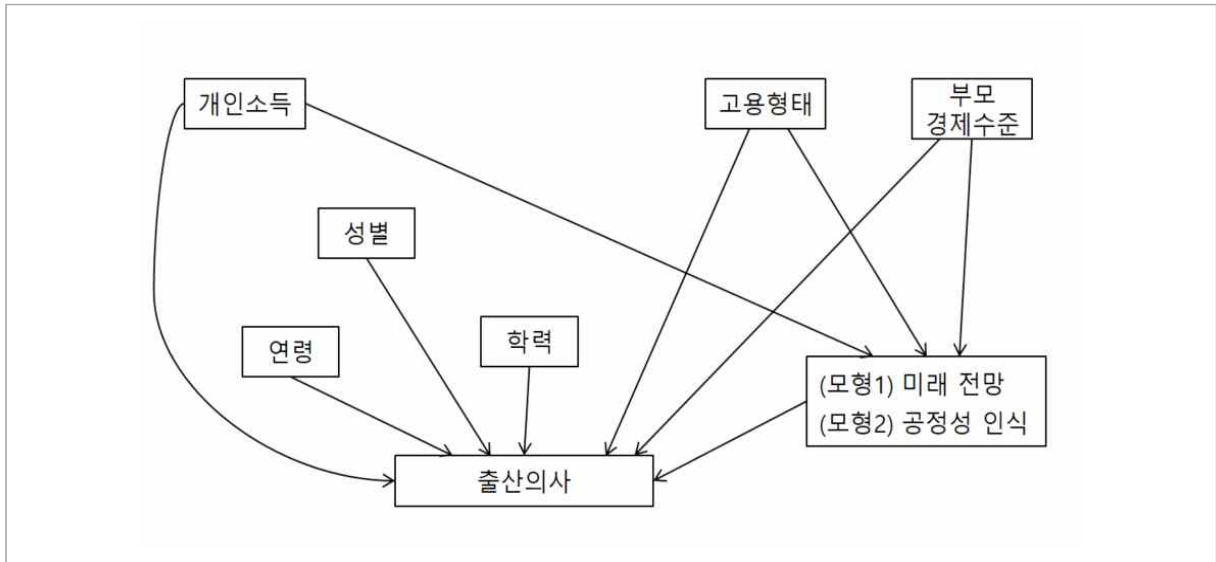 개인소득
고용형태
부모
경제수준
성별
연령
학력
(모형1) 미래 전망
(모형2) 공정성 인식
출산의사